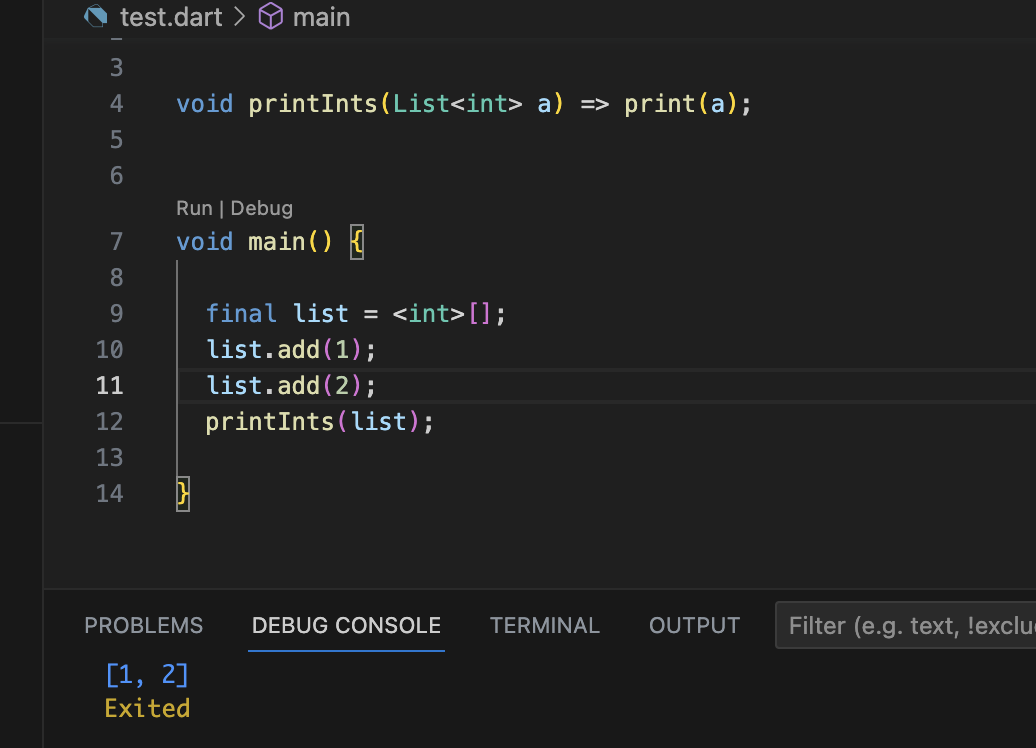 test.dart > main
3
4 void printInts(List<int> a) => print(a);
5
6
Run | Debug
7 void main() {
8
9 final list = <int>[];
10 list.add(1);
11 list.add(2);
12 printInts(list);
13
14 }
PROBLEMS DEBUG CONSOLE TERMINAL OUTPUT Filter (e.g. text, !exclu
[1, 2]
Exited